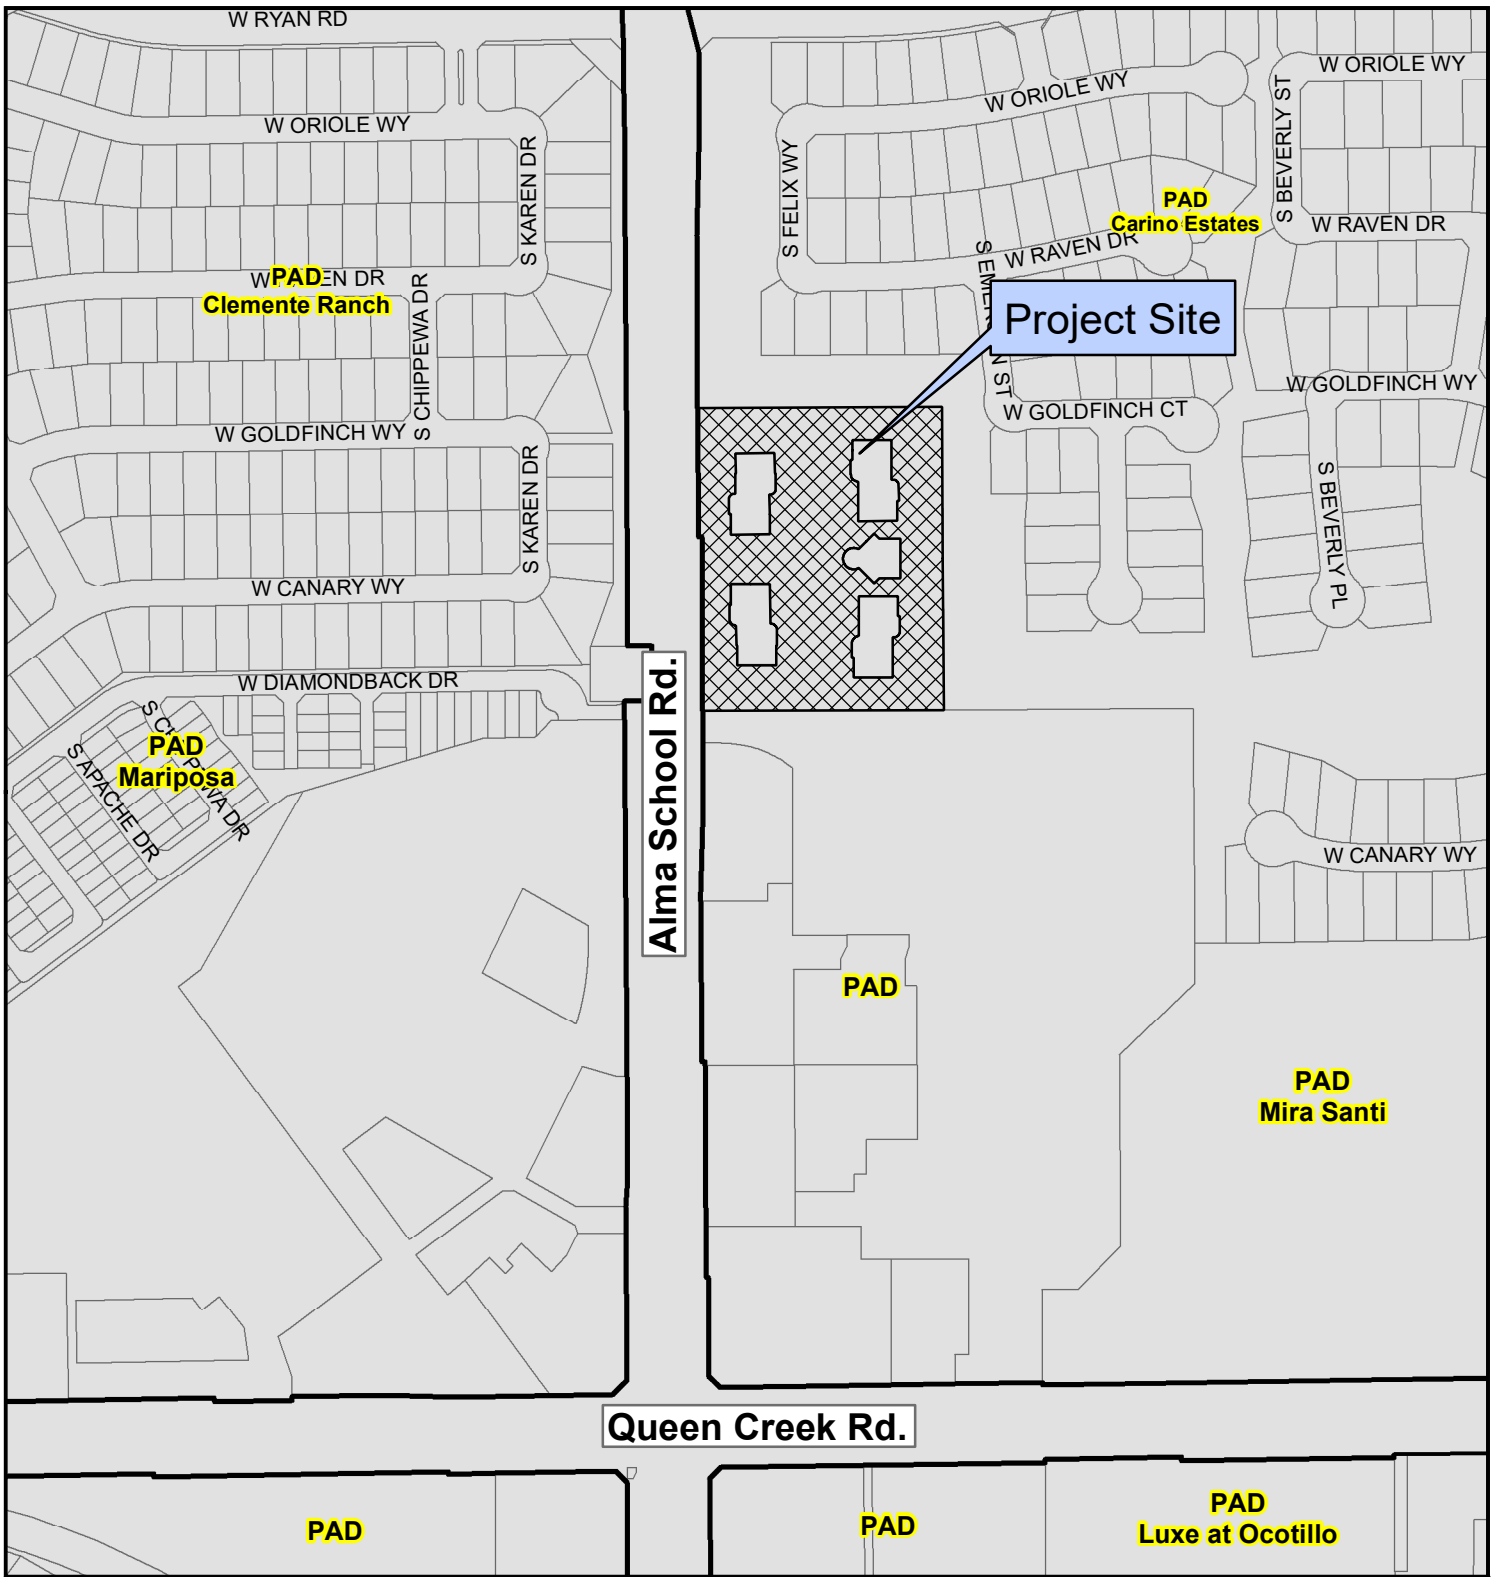 W RYAN RD
W ORIOLE WY
W ORIOLE WY
W ORIOLE WY
S KAREN DR
S FELIX WY
S BEVERLY ST
PAD
Carino Estates
W RAVEN DR
W RAVEN DR
PAD
Clemente Ranch
S CHIPPEWA DR
Project Site
W GOLDFINCH WY
W GOLDFINCH CT
W GOLDFINCH WY
S KAREN DR
S BEVERLY PL
W CANARY WY
W DIAMONDBACK DR
PAD
Mariposa
S APACHE DR
Alma School Rd.
W CANARY WY
PAD
PAD
Mira Santi
Queen Creek Rd.
PAD
PAD
PAD
Luxe at Ocotillo